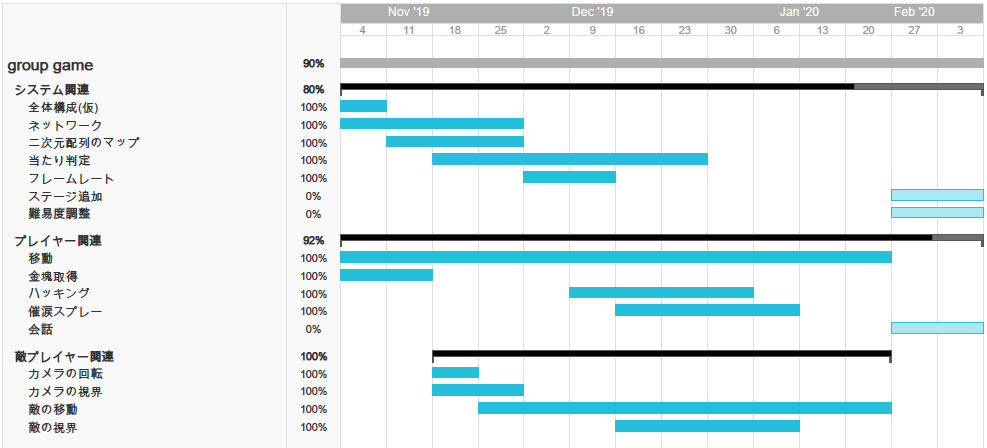 Nov '19 Dec '19 Jan '20 Feb '20
4 11 18 25 2 9 16 23 30 6 13 20 27 3
group game 90%
システム関連 80%
全体構成(仮) 100%
ネットワーク 100%
二次元配列のマップ 100%
当たり判定 100%
フレームレート 100%
ステージ追加 0%
難易度調整 0%
プレイヤー関連 92%
移動 100%
金塊取得 100%
ハッキング 100%
催涙スプレー 100%
会話 0%
敵プレイヤー関連 100%
カメラの回転 100%
カメラの視界 100%
敵の移動 100%
敵の視界 100%